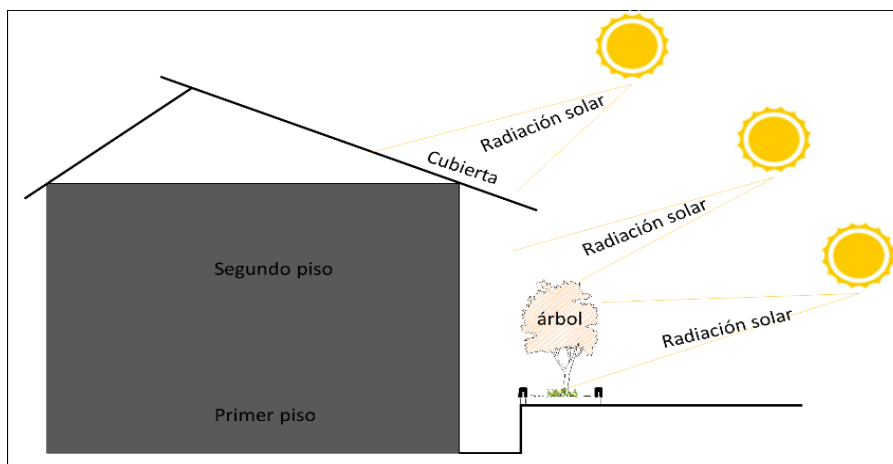 Radiación solar
Cubierta
Radiación solar
Segundo piso
árbol
Radiación solar
Primer piso